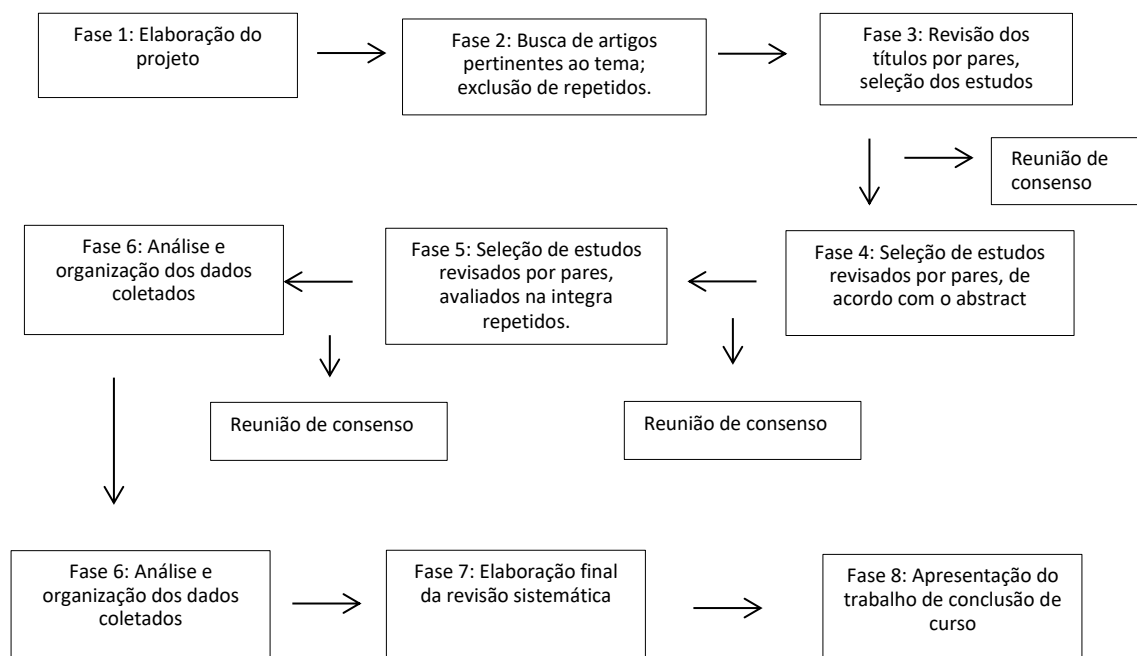 Fase 1: Elaboração do
projeto
Fase 2: Busca de artigos
pertinentes ao tema;
exclusão de repetidos.
Fase 3: Revisão dos
títulos por pares,
seleção dos estudos
Reunião de
consenso
Fase 4: Seleção de estudos
revisados por pares, de
acordo com o abstract
Fase 5: Seleção de estudos
revisados por pares,
avaliados na integra
repetidos.
Fase 6: Análise e
organização dos dados
coletados
Reunião de consenso
Reunião de consenso
Fase 6: Análise e
organização dos dados
coletados
Fase 7: Elaboração final
da revisão sistemática
Fase 8: Apresentação do
trabalho de conclusão de
curso